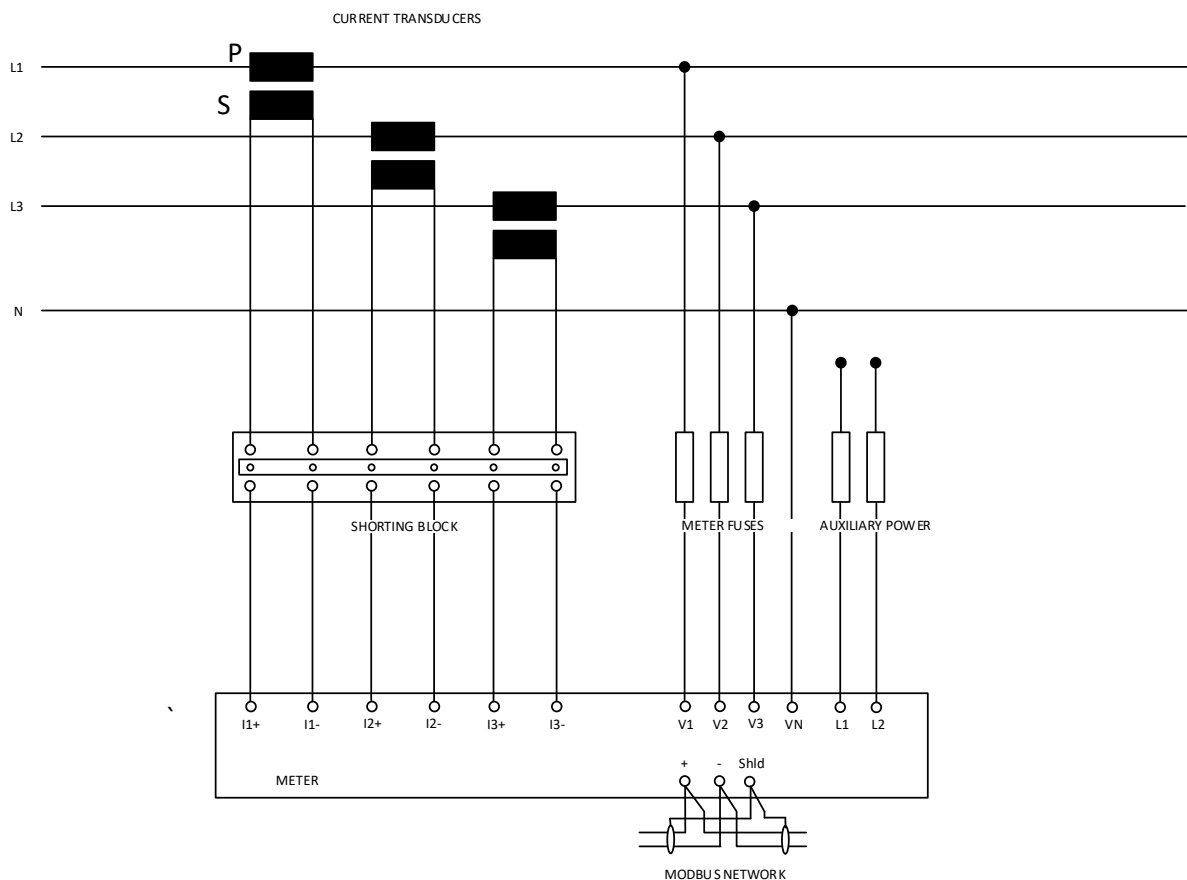 CURRENT TRANSDUCERS
P
L1
S
L2
L3
N
SHORTING BLOCK
METER FUSES
AUXILIARY POWER
`
I1+ I1- I2+ I2- I3+ I3- V1 V2 V3 VN L1 L2
+ - Shld
METER
MODBUS NETWORK